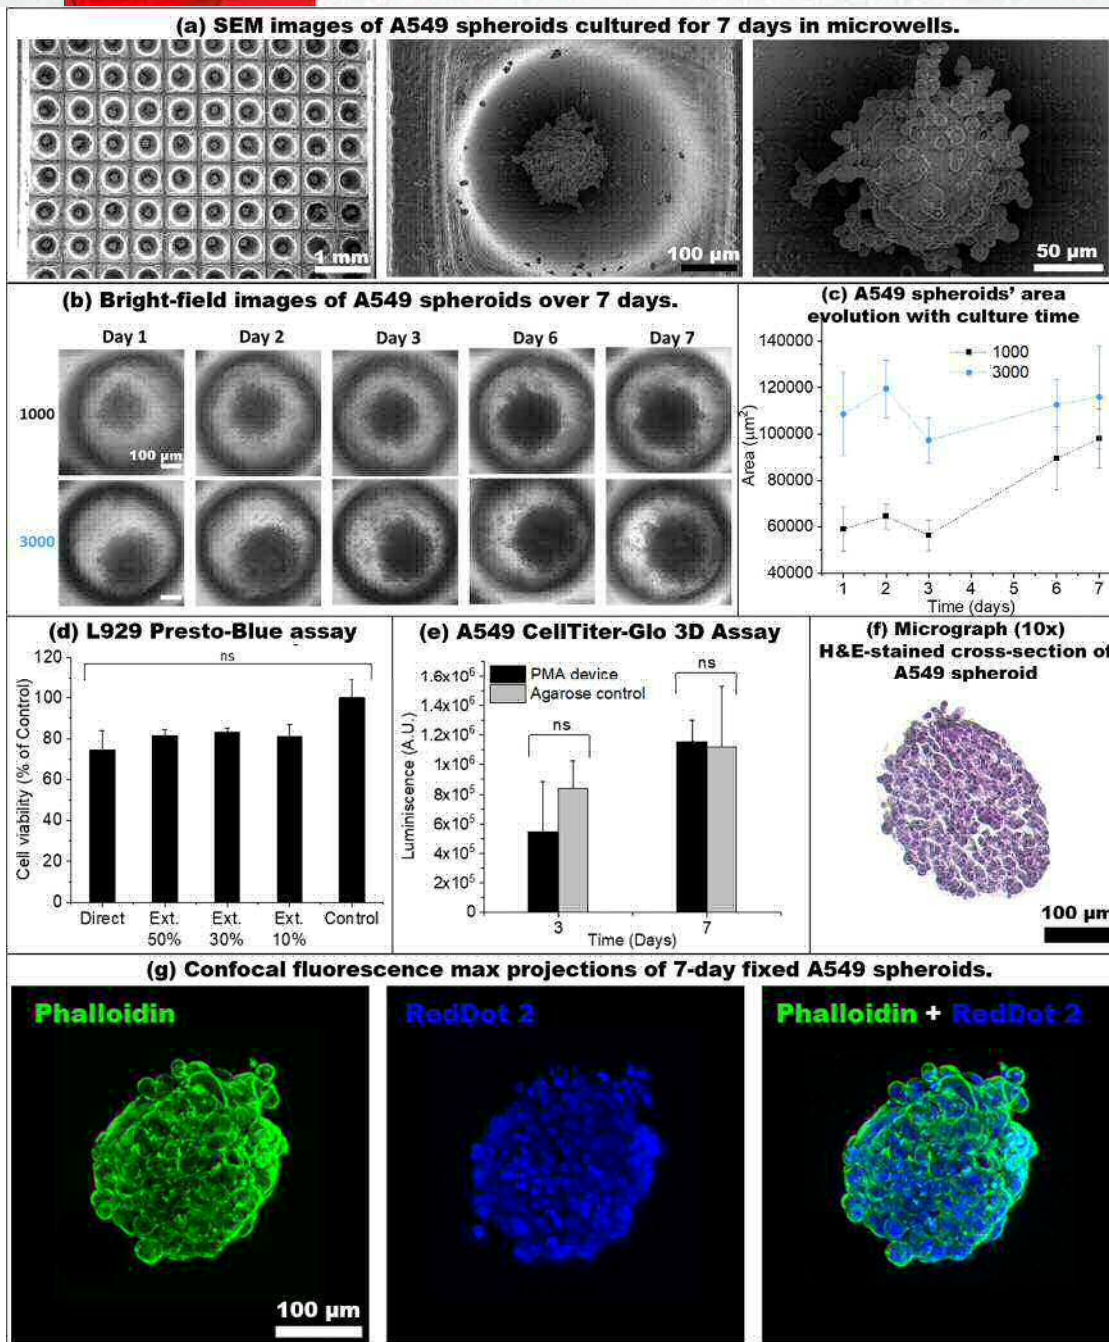 (a) SEM images of A549 spheroids cultured for 7 days in microwells.
1 mm
100 µm
50 µm
(b) Bright-field images of A549 spheroids over 7 days.
Day 1
Day 2
Day 3
Day 6
Day 7
1000
100 µm
3000
(c) A549 spheroids' area
evolution with culture time
1000
3000
Area (µm²)
140000
120000
100000
80000
60000
40000
1 2 3 4 5 6 7
Time (days)
(d) L929 Presto-Blue assay
ns
Cell viability (% of Control)
120
100
80
60
40
20
0
Direct
Ext. 50%
Ext. 30%
Ext. 10%
Control
(e) A549 CellTiter-Glo 3D Assay
PMA device
Agarose control
ns
ns
Luminiscence (A.U.)
1.6x10⁶
1.4x10⁶
1.2x10⁶
1x10⁶
8x10⁵
6x10⁵
4x10⁵
2x10⁵
0
3
7
Time (Days)
(f) Micrograph (10x)
H&E-stained cross-section of
A549 spheroid
100 µm
(g) Confocal fluorescence max projections of 7-day fixed A549 spheroids.
Phalloidin
100 µm
RedDot 2
Phalloidin + RedDot 2